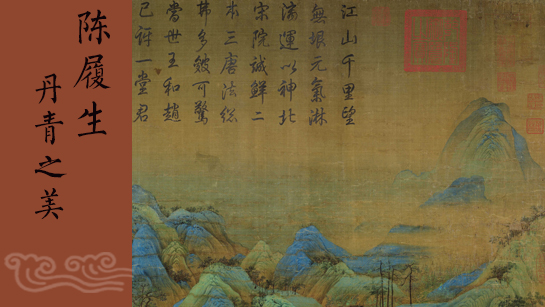 陈履生
丹青之美
江山千里望
無垠元氣淋
漓運以神北
宋院誠鮮二
本三唐法總
弗多皴可驚
當世王和趙
已訝一堂君